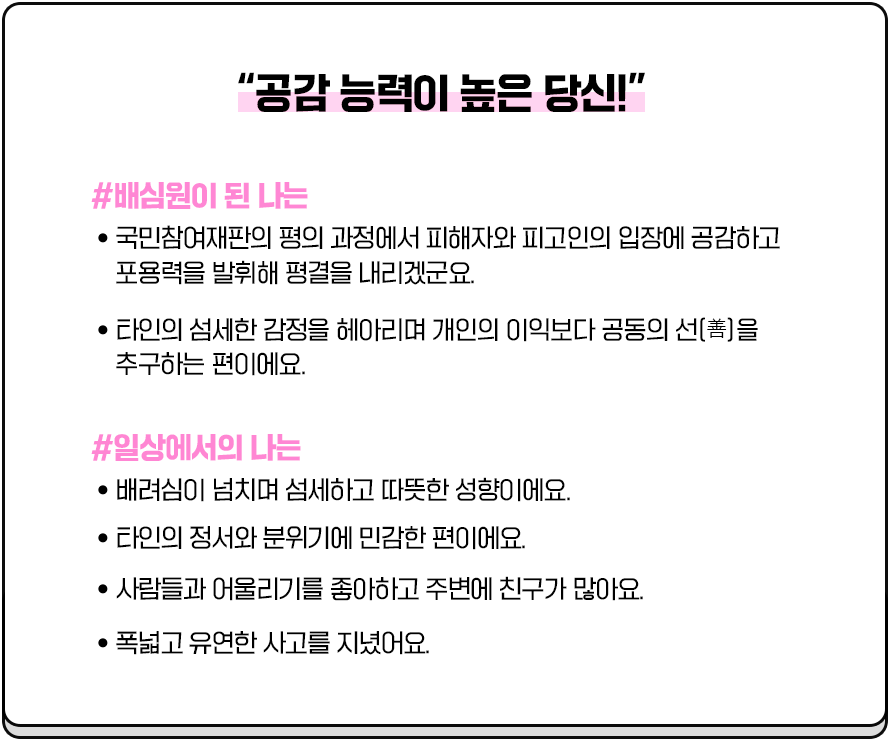 “공감 능력이 높은 당신!”
#배심원이 된 나는
• 국민참여재판의 평의 과정에서 피해자와 피고인의 입장에 공감하고
포용력을 발휘해 평결을 내리겠군요.
• 타인의 섬세한 감정을 헤아리며 개인의 이익보다 공동의 선(善)을
추구하는 편이에요.
#일상에서의 나는
• 배려심이 넘치며 섬세하고 따뜻한 성향이에요.
• 타인의 정서와 분위기에 민감한 편이에요.
• 사람들과 어울리기를 좋아하고 주변에 친구가 많아요.
• 폭넓고 유연한 사고를 지녔어요.